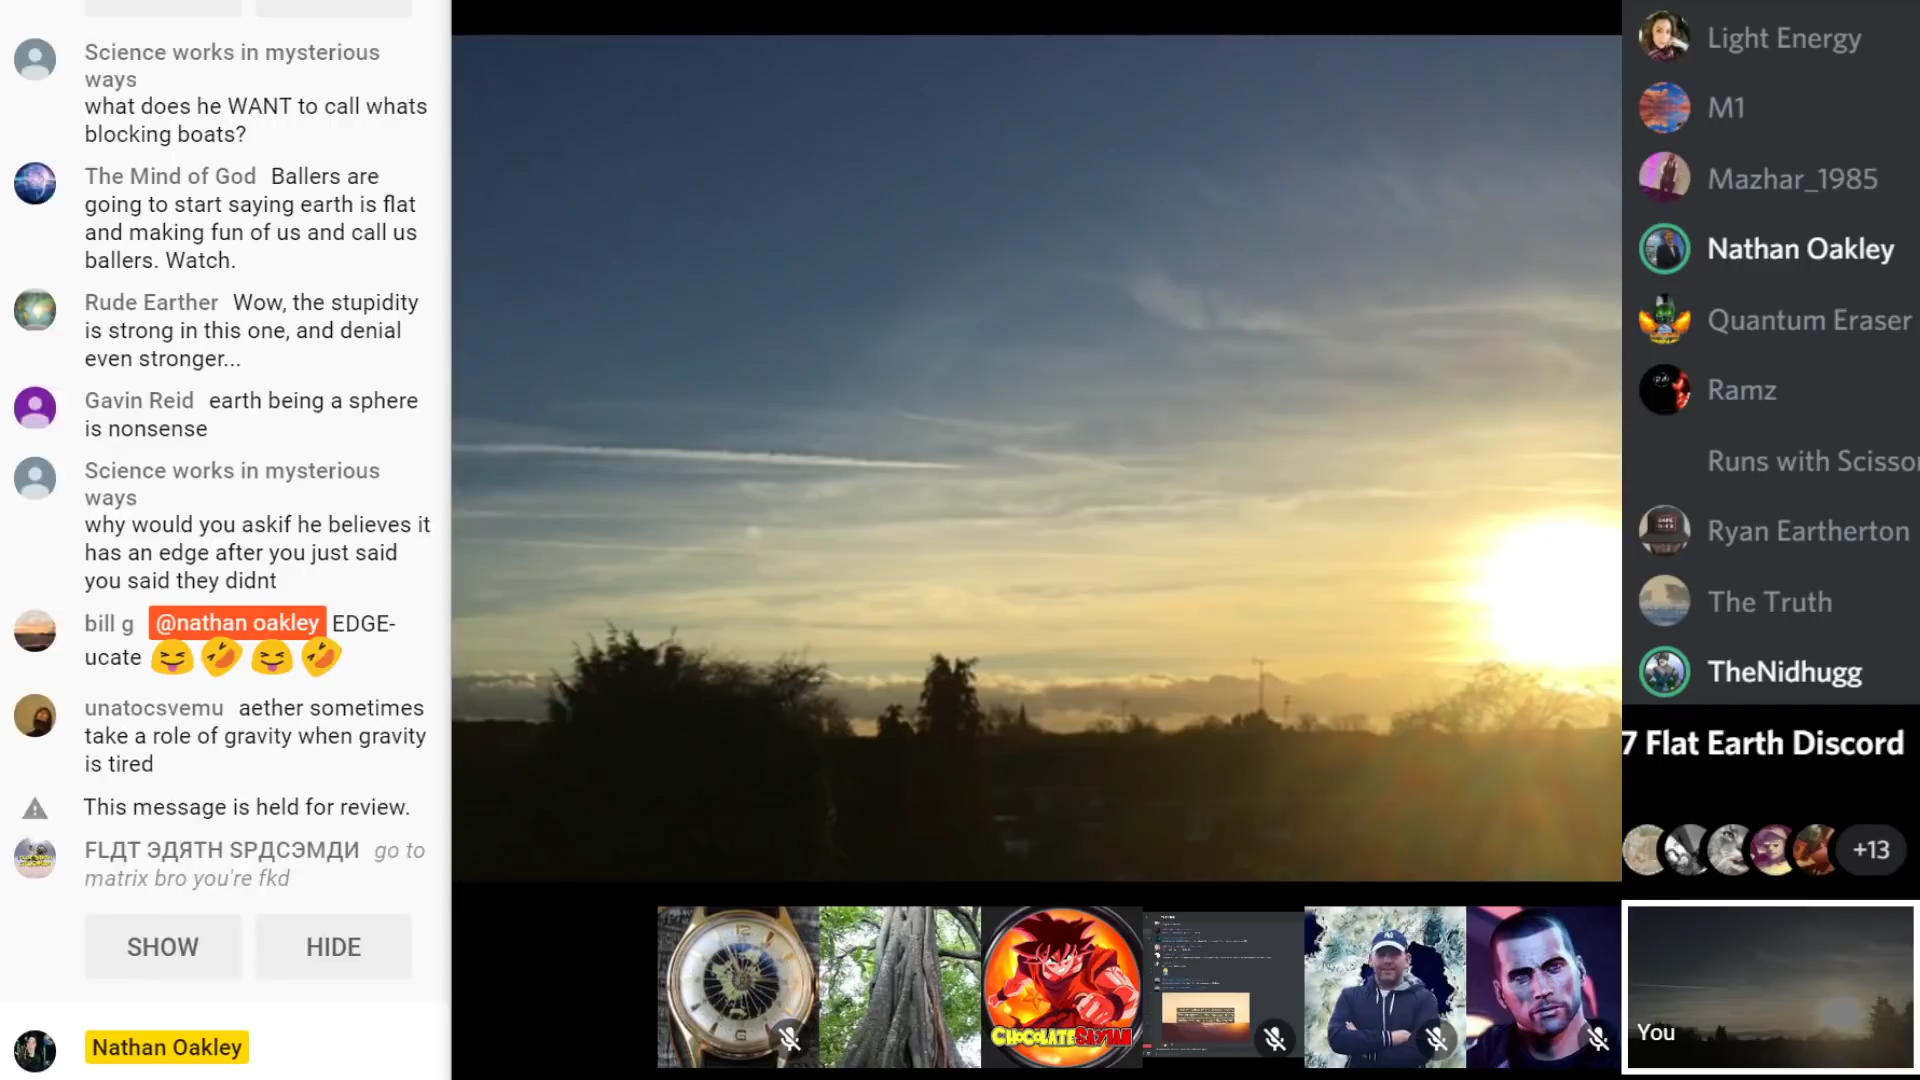 Science works in mysterious
ways
what does he WANT to call whats
blocking boats?
The Mind of God Ballers are
going to start saying earth is flat
and making fun of us and call us
ballers. Watch.
Rude Earther Wow, the stupidity
is strong in this one, and denial
even stronger...
Gavin Reid earth being a sphere
is nonsense
Science works in mysterious
ways
why would you askif he believes it
has an edge after you just said
you said they didnt
bill g @nathan oakley EDGE-
ucate 😝🤣😝🤣
unatocsvemu aether sometimes
take a role of gravity when gravity
is tired
This message is held for review.
FLДT ЭДЯTH SPДCЭMДИ go to
matrix bro you're fkd
SHOW HIDE
Nathan Oakley
CHOCOLATESAYIAN
You
Light Energy
M1
Mazhar_1985
Nathan Oakley
Quantum Eraser
Ramz
Runs with Scissor
Ryan Eartherton
The Truth
TheNidhugg
7 Flat Earth Discord
+13